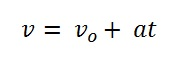 v = vₒ + at